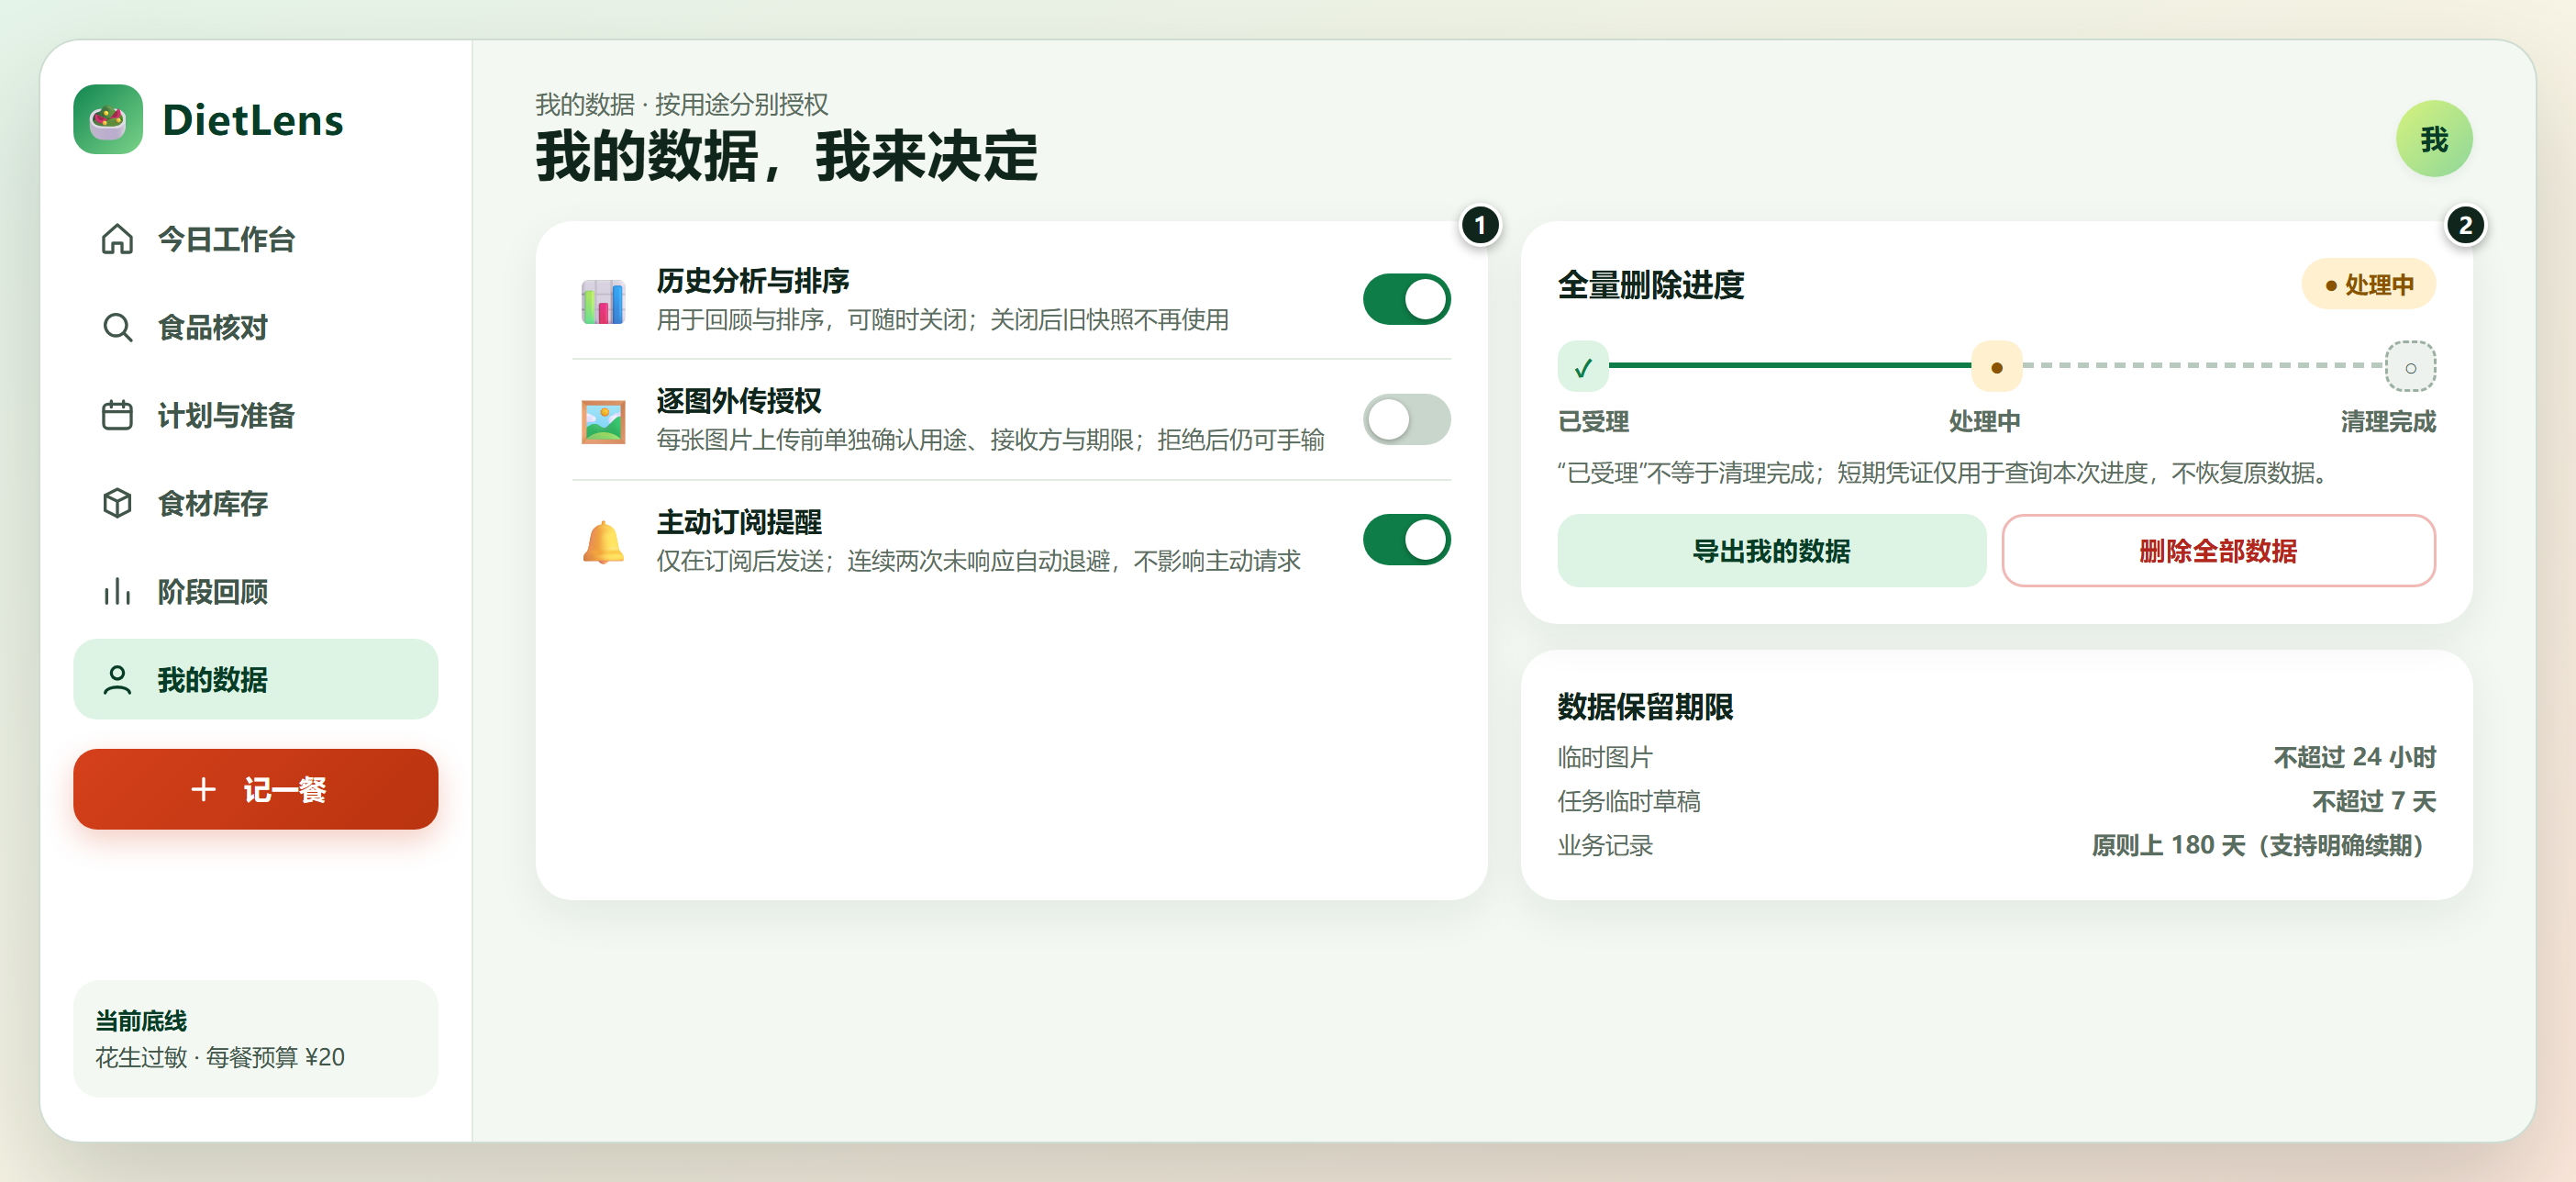 DietLens
今日工作台
食品核对
计划与准备
食材库存
阶段回顾
我的数据
+ 记一餐
当前底线
花生过敏 · 每餐预算 ¥20
我的数据 · 按用途分别授权
我的数据，我来决定
我
1
历史分析与排序
用于回顾与排序，可随时关闭；关闭后旧快照不再使用
逐图外传授权
每张图片上传前单独确认用途、接收方与期限；拒绝后仍可手输
主动订阅提醒
仅在订阅后发送；连续两次未响应自动退避，不影响主动请求
2
全量删除进度
● 处理中
✓ ● ○
已受理 处理中 清理完成
“已受理”不等于清理完成；短期凭证仅用于查询本次进度，不恢复原数据。
导出我的数据 删除全部数据
数据保留期限
临时图片 不超过 24 小时
任务临时草稿 不超过 7 天
业务记录 原则上 180 天（支持明确续期）